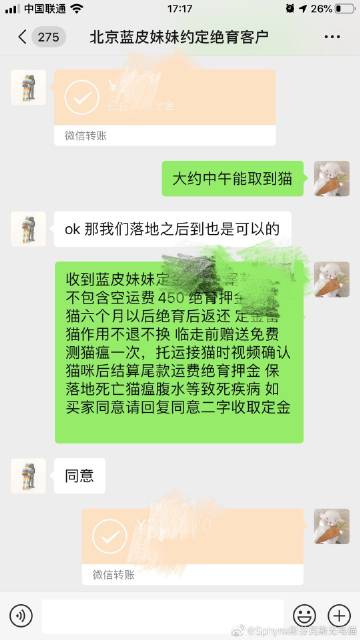 中国联通
17:17
26%
275
北京蓝皮妹妹约定绝育客户
微信转账
大约中午能取到猫
ok 那我们落地之后到也是可以的
收到蓝皮妹妹定
不包含空运费 450 绝育押金
猫六个月以后绝育后返还 定金留
猫作用不退不换 临走前赠送免费
测猫瘟一次，托运接猫时视频确认
猫咪后结算尾款运费绝育押金 保
落地死亡猫瘟腹水等致死疾病 如
买家同意请回复同意二字收取定金
同意
微信转账